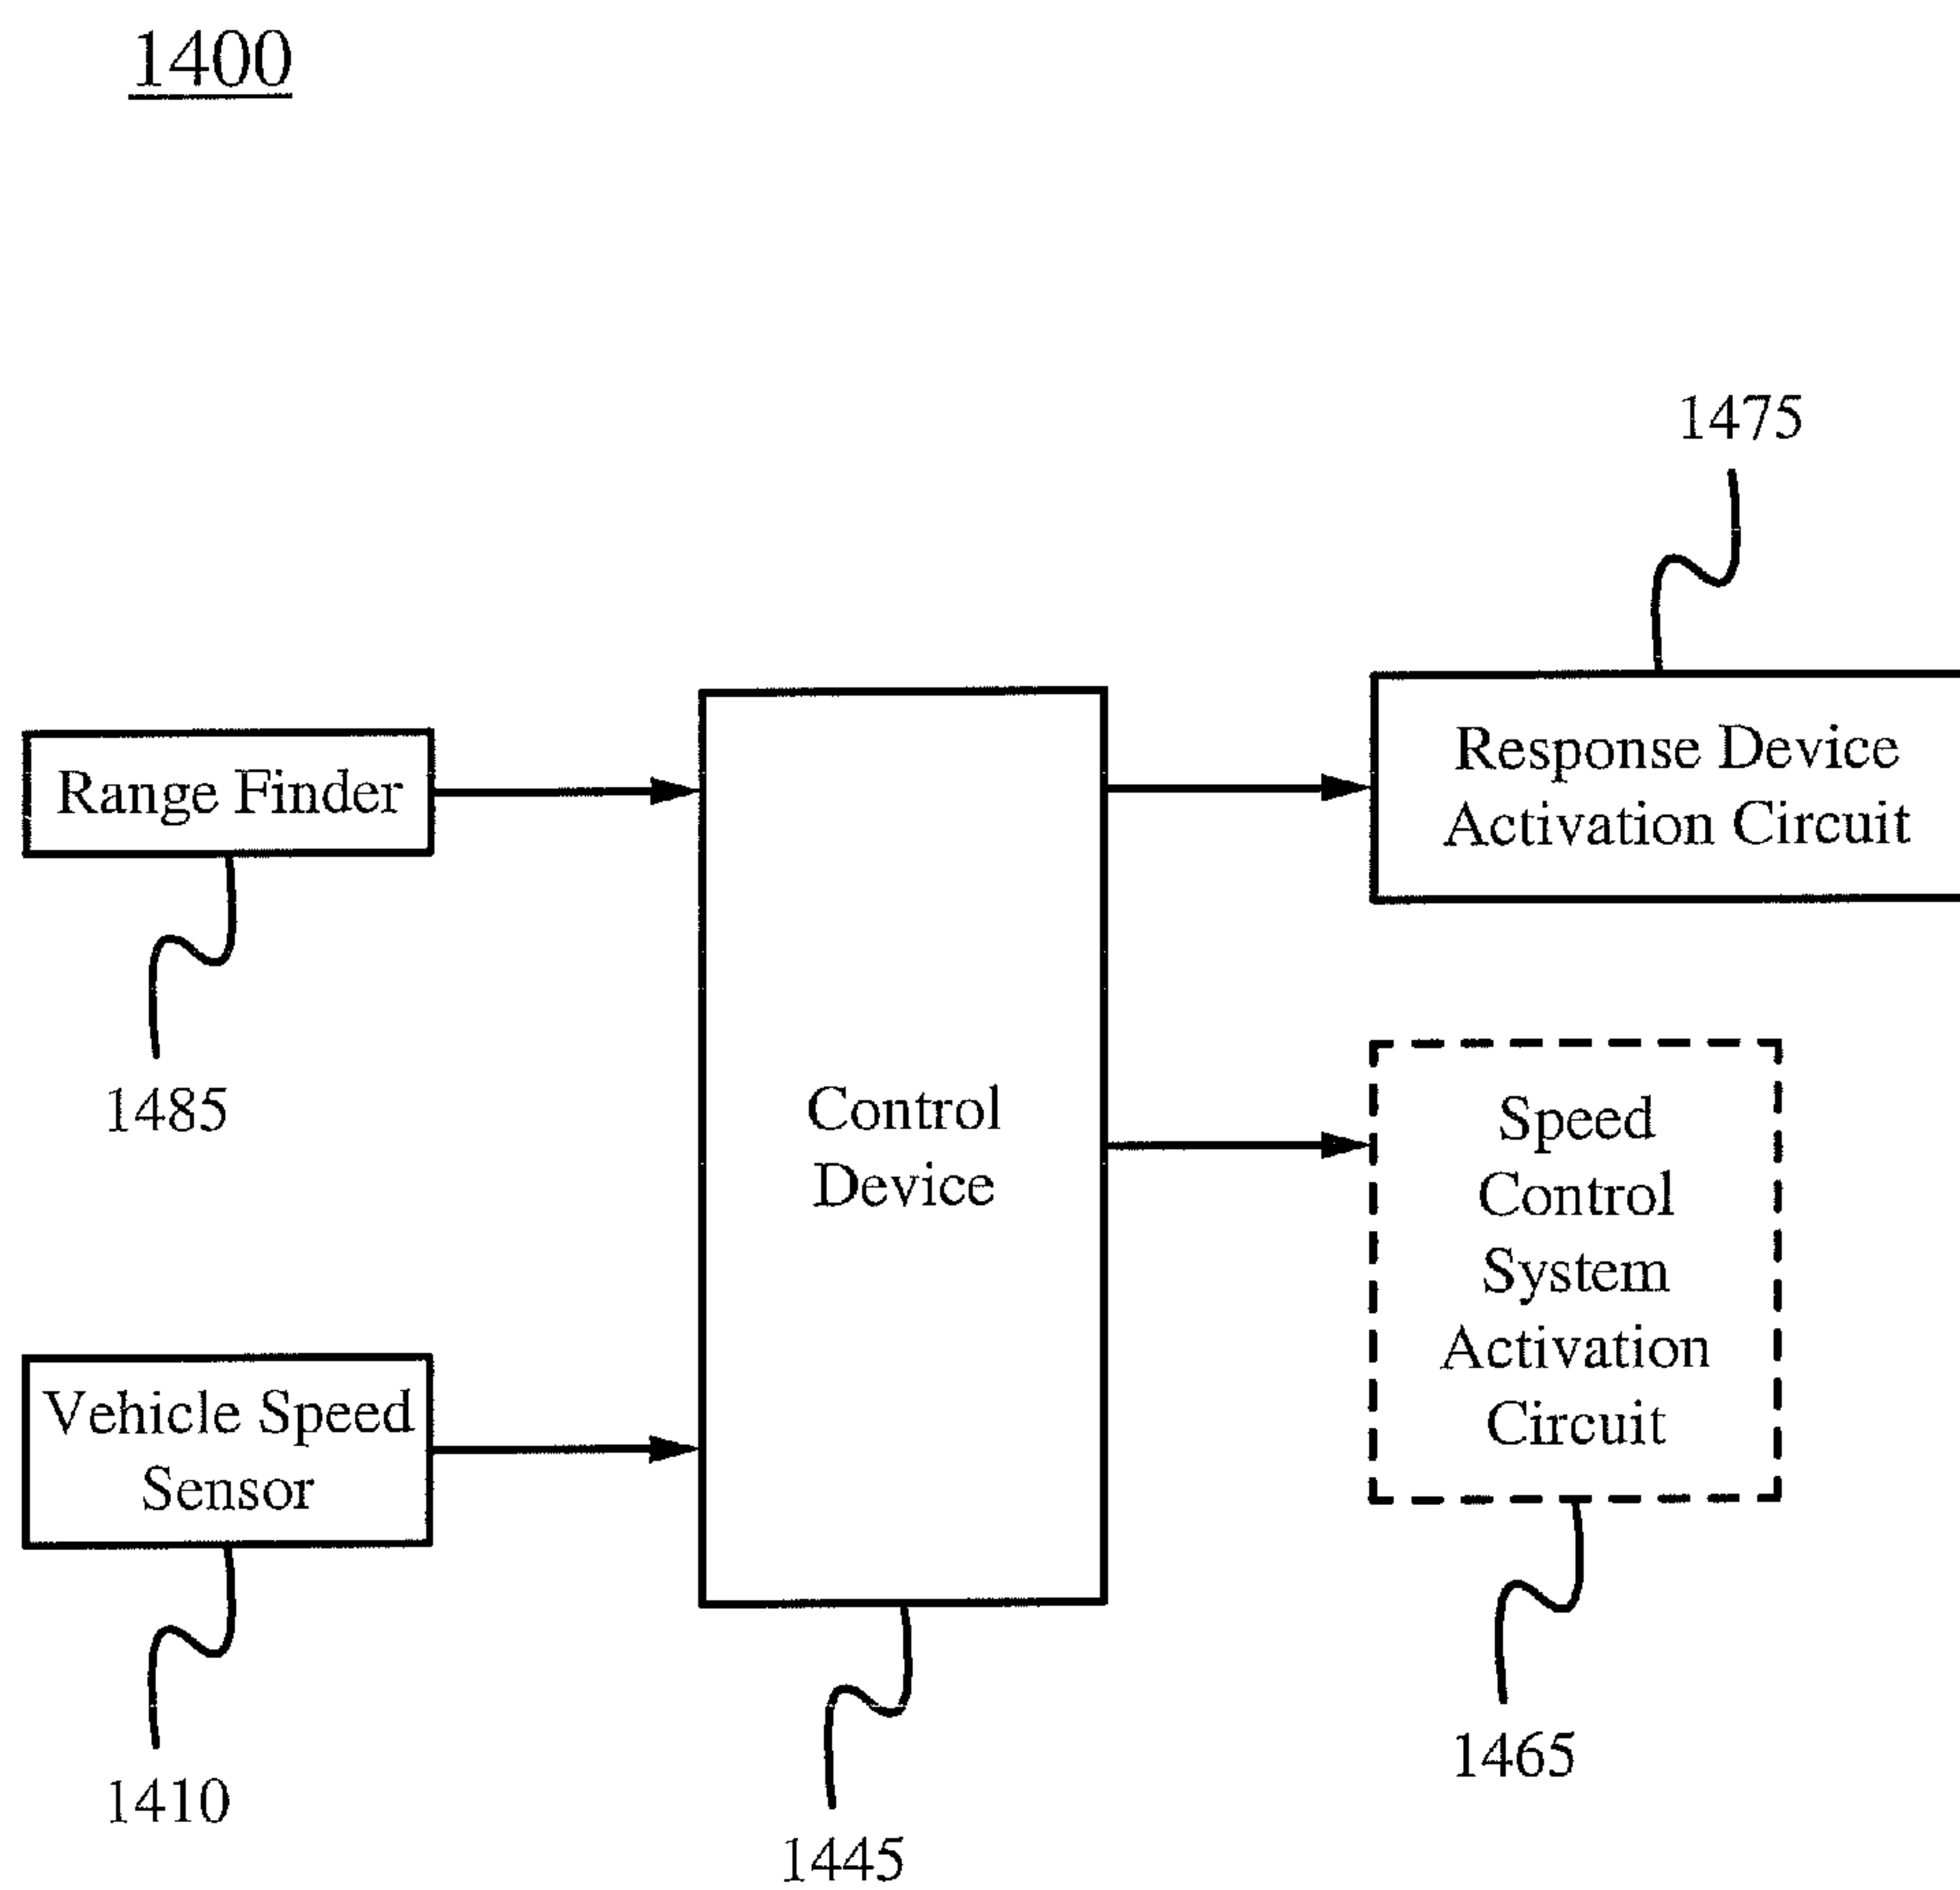 1400
1475
Response Device
Activation Circuit
Range Finder
1485
Control
Device
Speed
Control
System
Activation
Circuit
Vehicle Speed
Sensor
1410
1445
1465